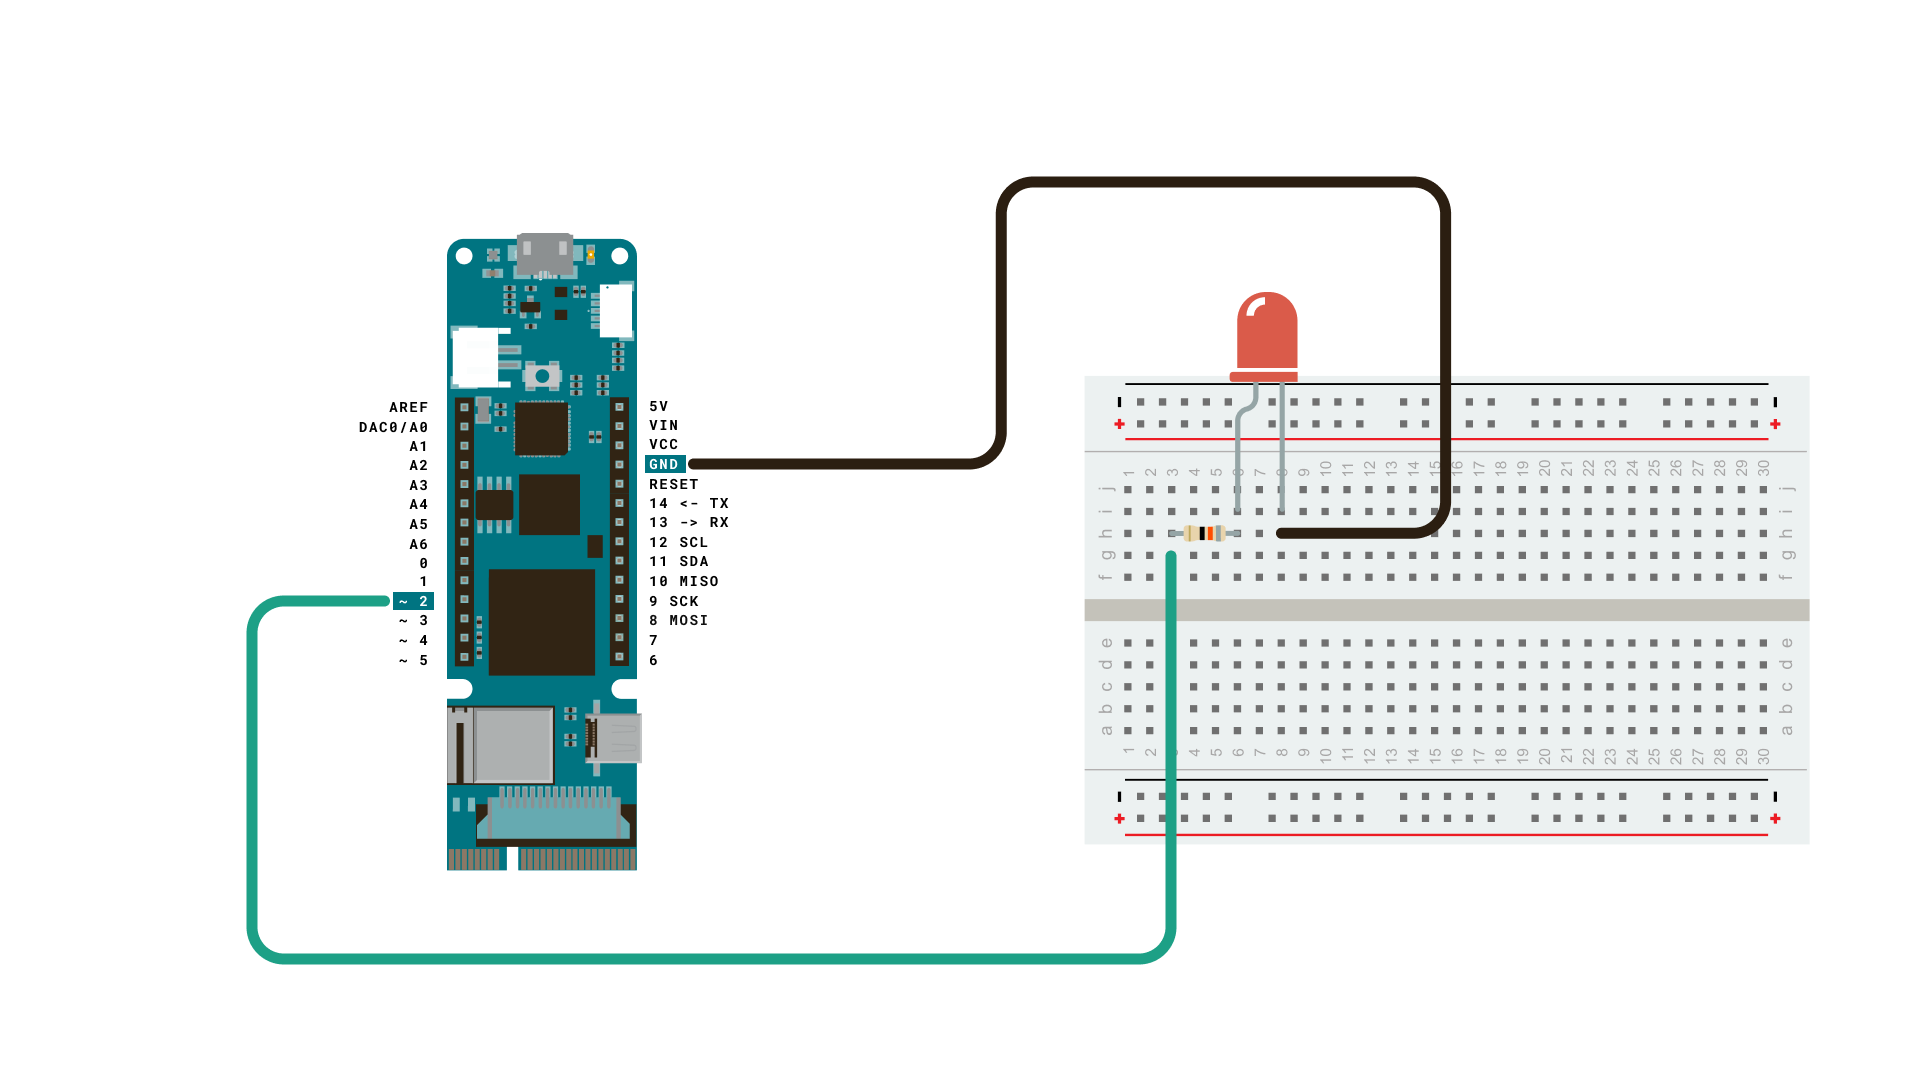 AREF
DAC0/A0
A1
A2
A3
A4
A5
A6
0
1
~ 2
~ 3
~ 4
~ 5
5V
VIN
VCC
GND
RESET
14 <- TX
13 -> RX
12 SCL
11 SDA
10 MISO
9 SCK
8 MOSI
7
6
1 2 3 4 5 6 7 8 9 10 11 12 13 14 15 16 17 18 19 20 21 22 23 24 25 26 27 28 29 30
j j
i i
h h
g g
f f
e e
d d
c c
b b
a a
1 2 3 4 5 6 7 8 9 10 11 12 13 14 15 16 17 18 19 20 21 22 23 24 25 26 27 28 29 30